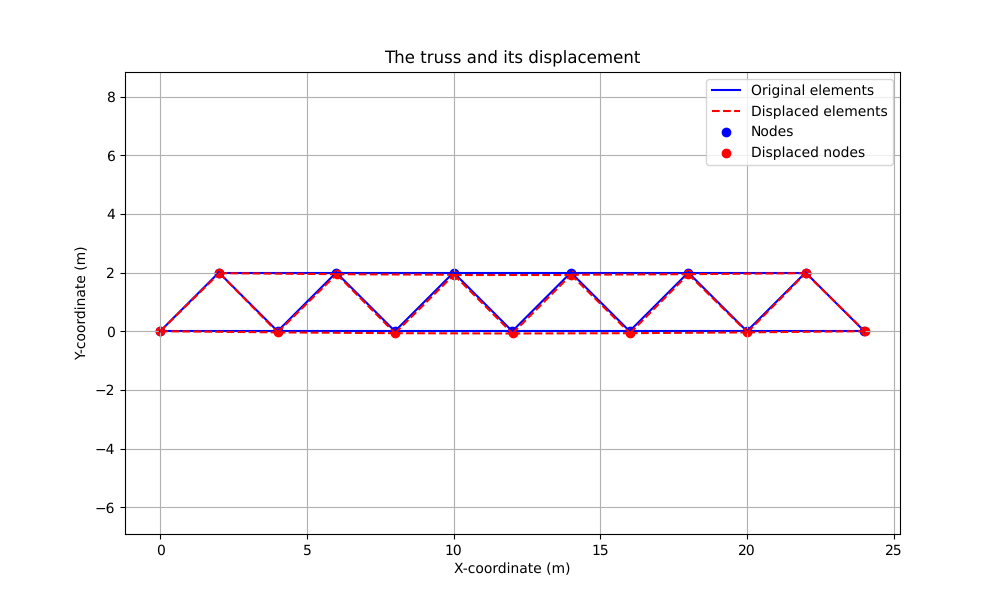 The truss and its displacement
Original elements
Displaced elements
Nodes
Displaced nodes
Y-coordinate (m)
8
6
4
2
0
−2
−4
−6
0 5 10 15 20 25
X-coordinate (m)